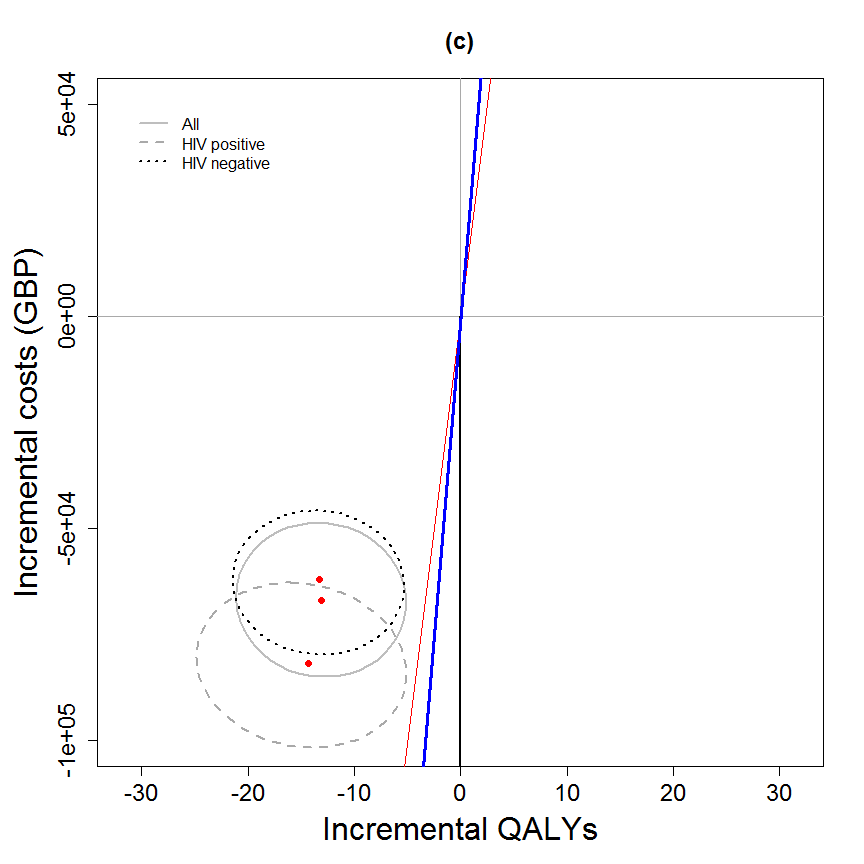 (c)
All
HIV positive
HIV negative
Incremental costs (GBP)
5e+04
0e+00
-5e+04
-1e+05
-30 -20 -10 0 10 20 30
Incremental QALYs